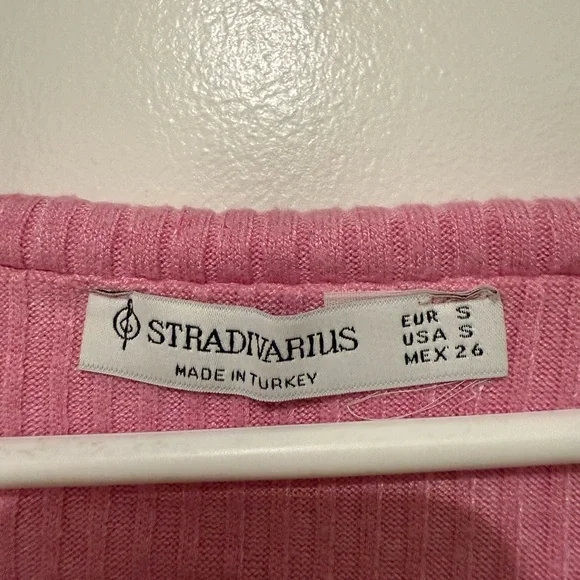 STRADIVARIUS
MADE IN TURKEY
EUR S
USA S
MEX 26